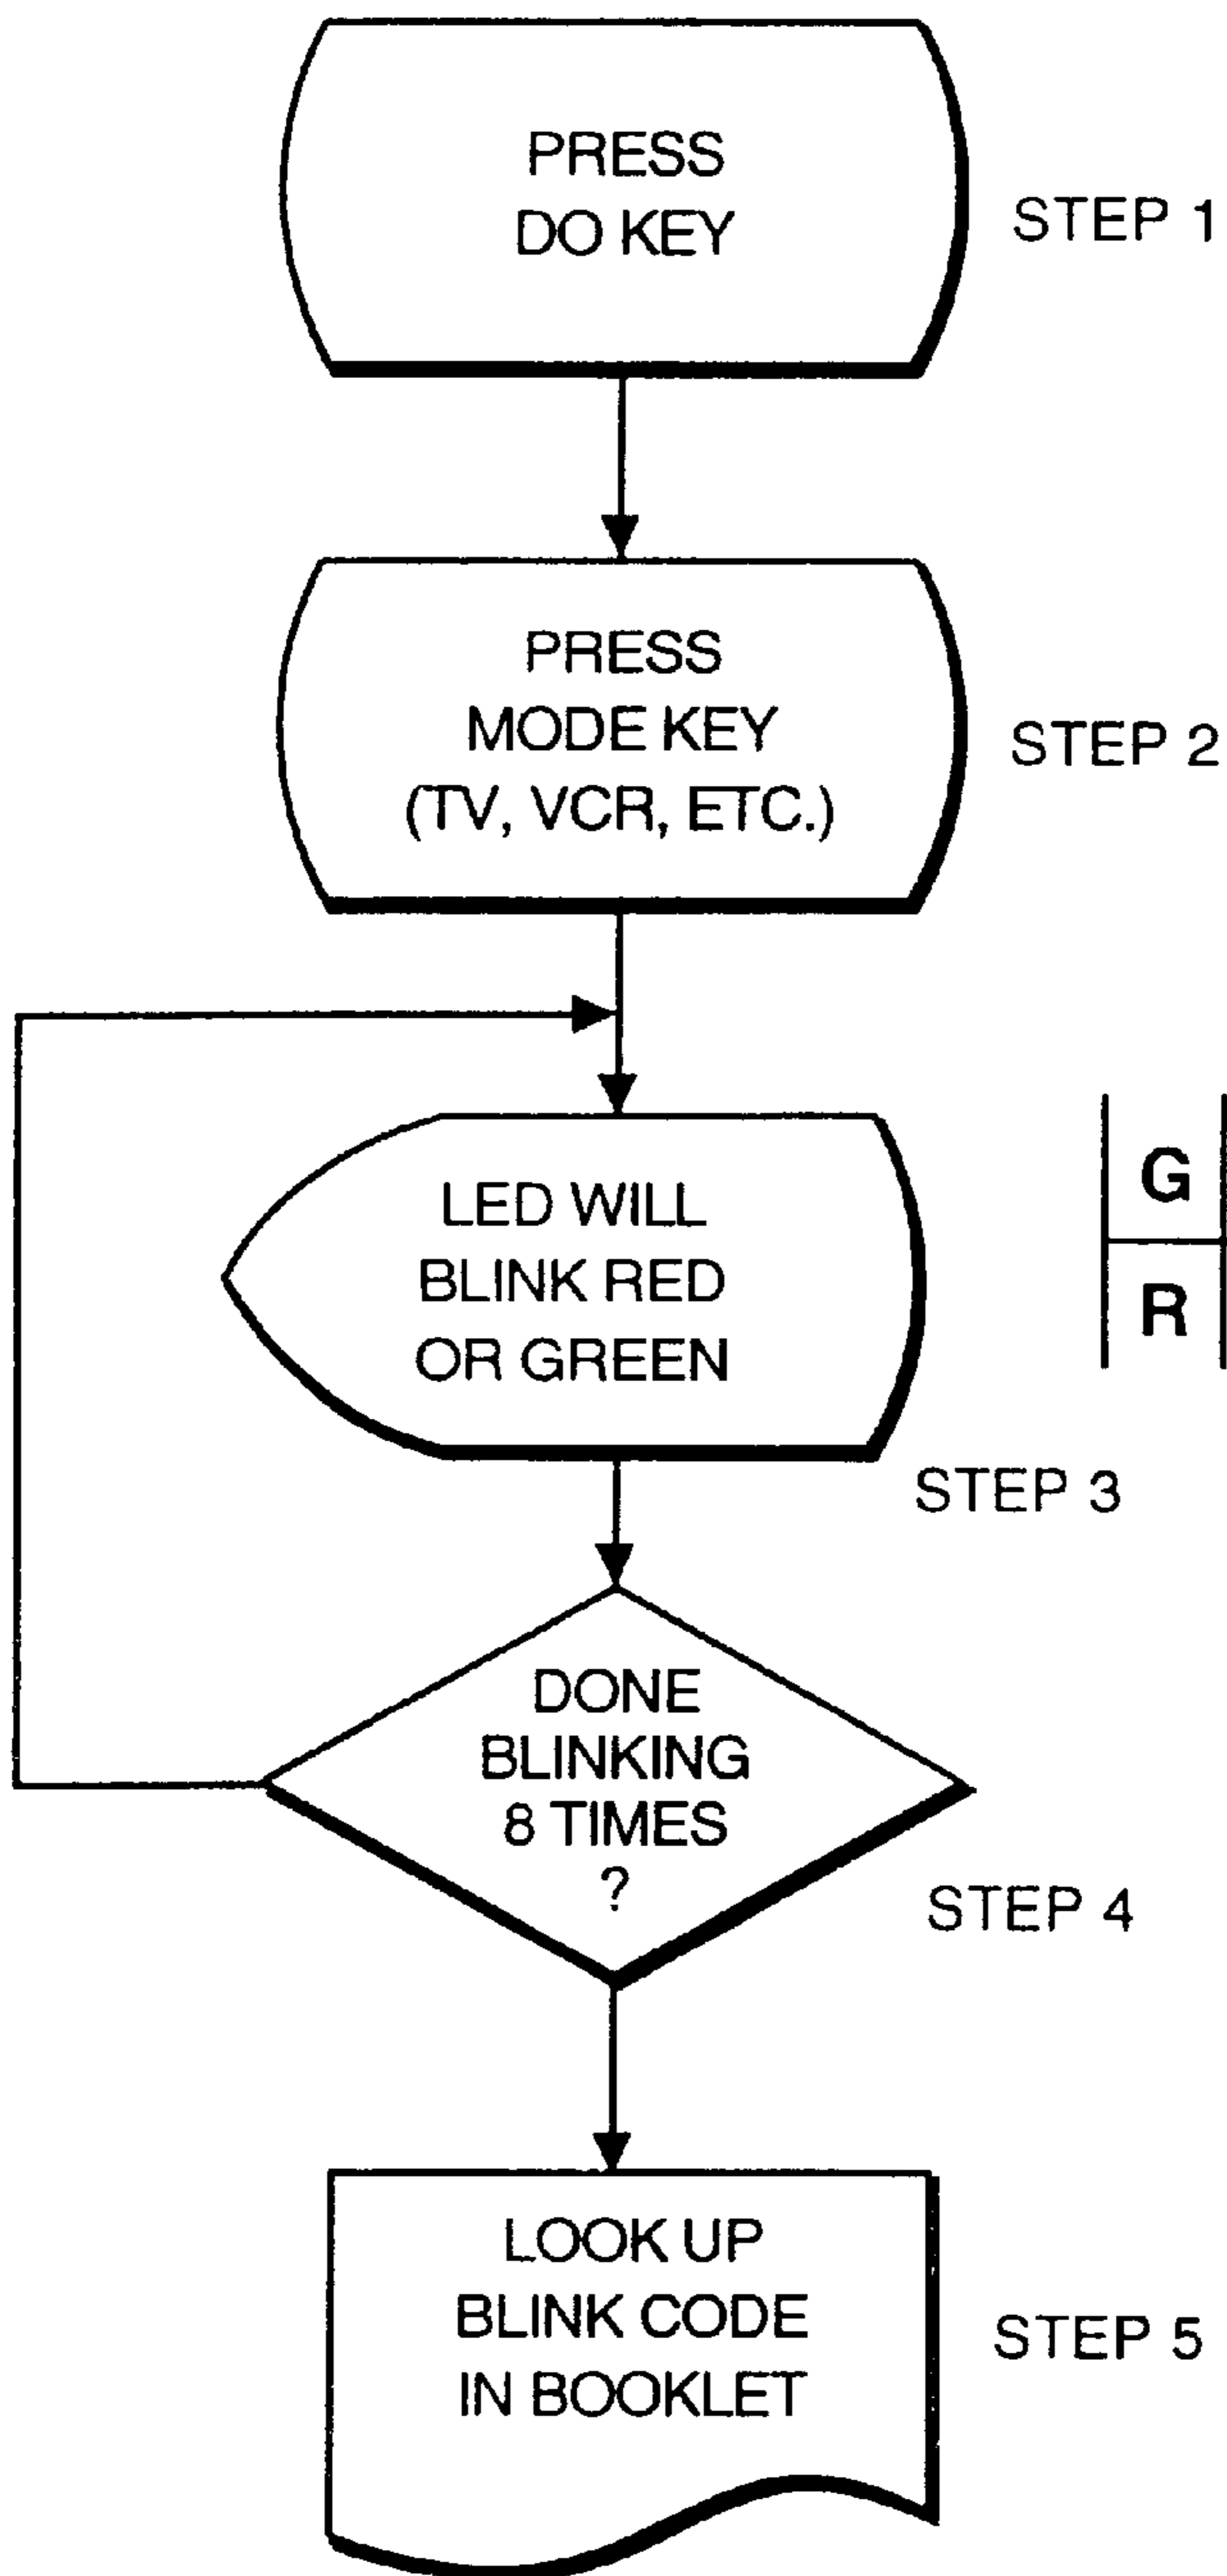 PRESS
DO KEY
STEP 1
PRESS
MODE KEY
(TV, VCR, ETC.)
STEP 2
LED WILL
BLINK RED
OR GREEN
G
R
STEP 3
DONE
BLINKING
8 TIMES
?
STEP 4
LOOK UP
BLINK CODE
IN BOOKLET
STEP 5